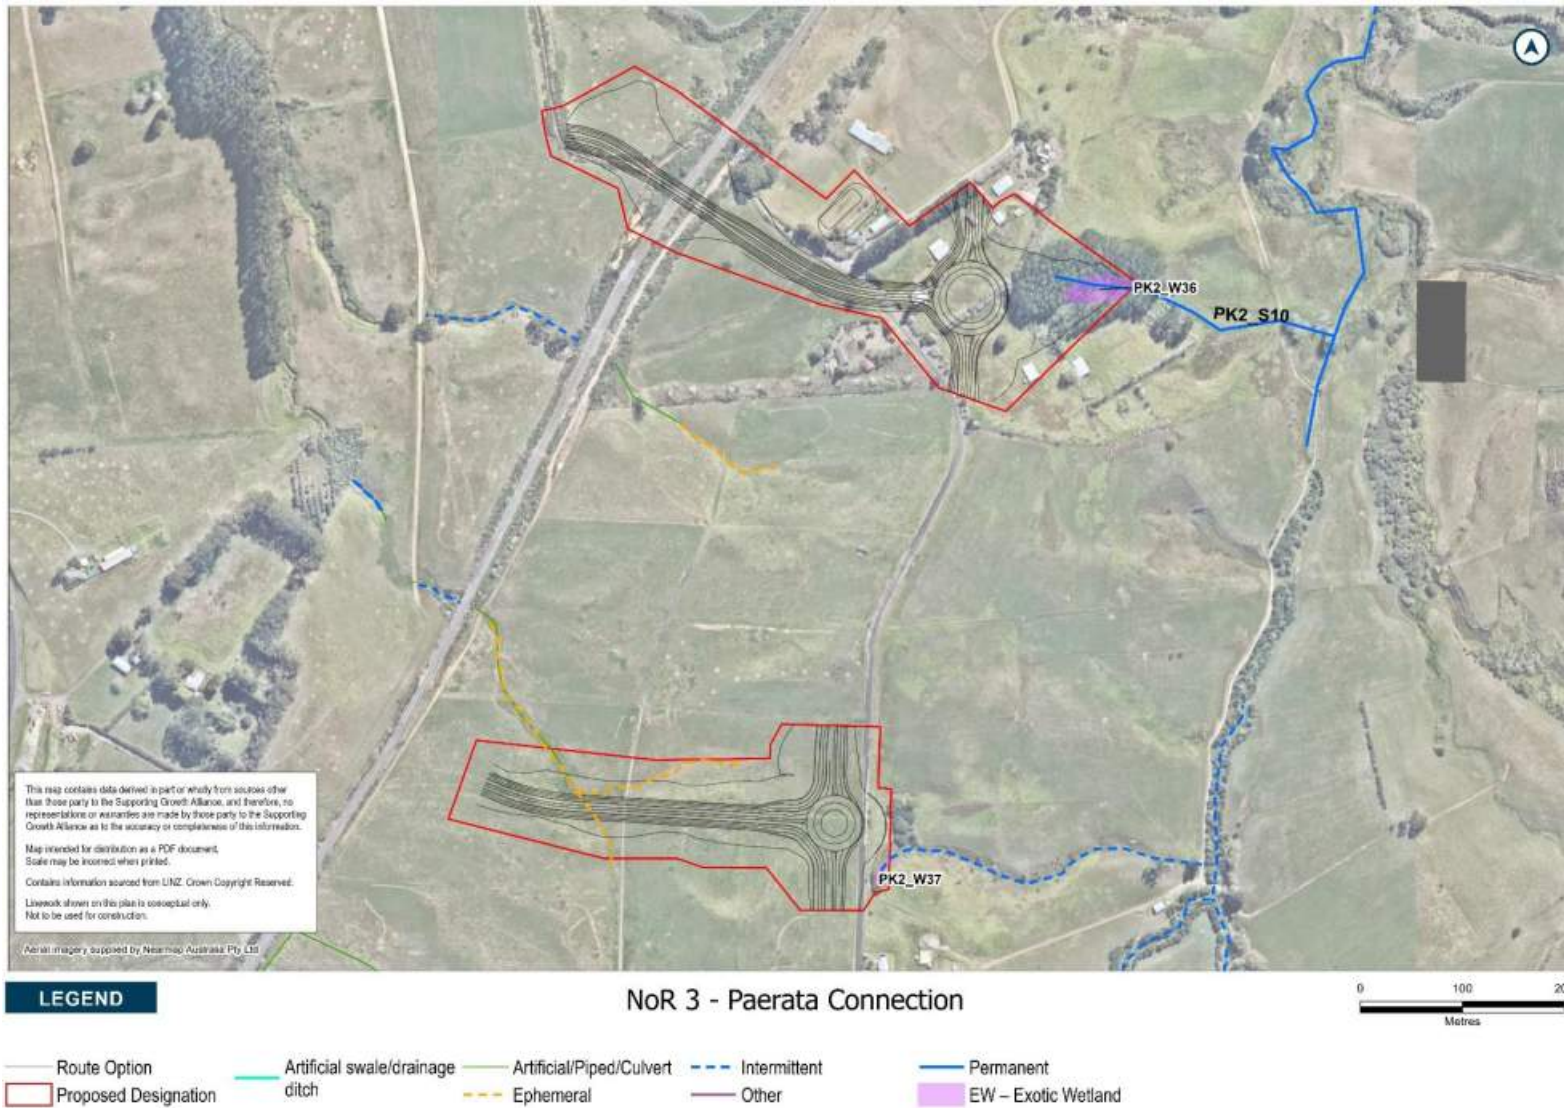 PK2_W36
PK2_S10
PK2_W37
This map contains data derived in part or wholly from sources other
than those party to the Supporting Growth Alliance, and therefore, no
representations or warranties are made by those party to the Supporting
Growth Alliance as to the accuracy or completeness of this information.
Map intended for distribution as a PDF document.
Scale may be incorrect when printed.
Contains information sourced from LINZ. Crown Copyright Reserved.
Linework shown on this plan is conceptual only.
Not to be used for construction.
Aerial imagery supplied by Nearmap Australia Pty Ltd
LEGEND
NoR 3 - Paerata Connection
0 100 20
Metres
Route Option
Proposed Designation
Artificial swale/drainage
ditch
Artificial/Piped/Culvert
Ephemeral
Intermittent
Other
Permanent
EW – Exotic Wetland